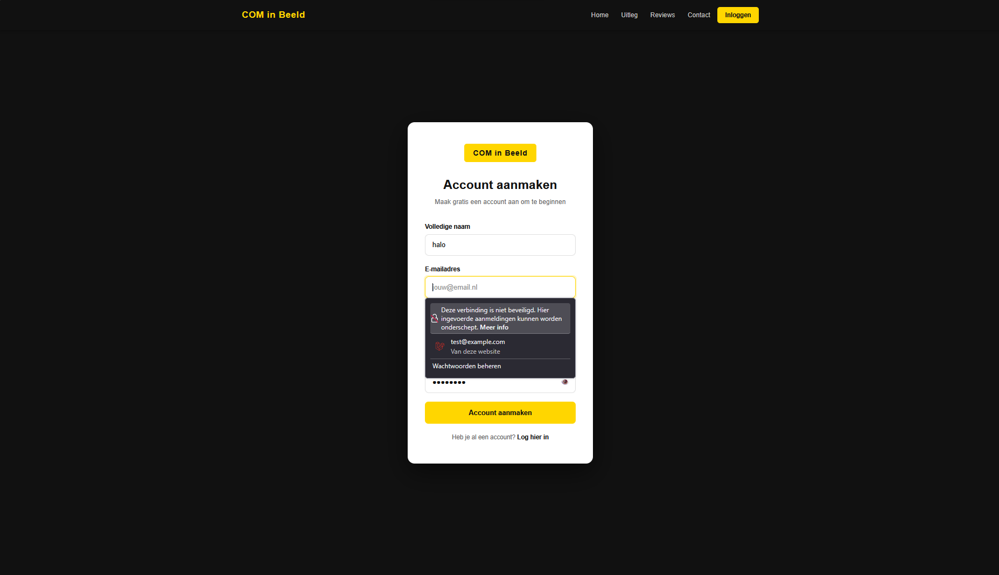 COM in Beeld
Home Uitleg Reviews Contact Inloggen
COM in Beeld
Account aanmaken
Maak gratis een account aan om te beginnen
Volledige naam
halo
E-mailadres
jouw@email.nl
Deze verbinding is niet beveiligd. Hier
ingevoerde aanmeldingen kunnen worden
onderschept. Meer info
test@example.com
Van deze website
Wachtwoorden beheren
••••••••
Account aanmaken
Heb je al een account? Log hier in